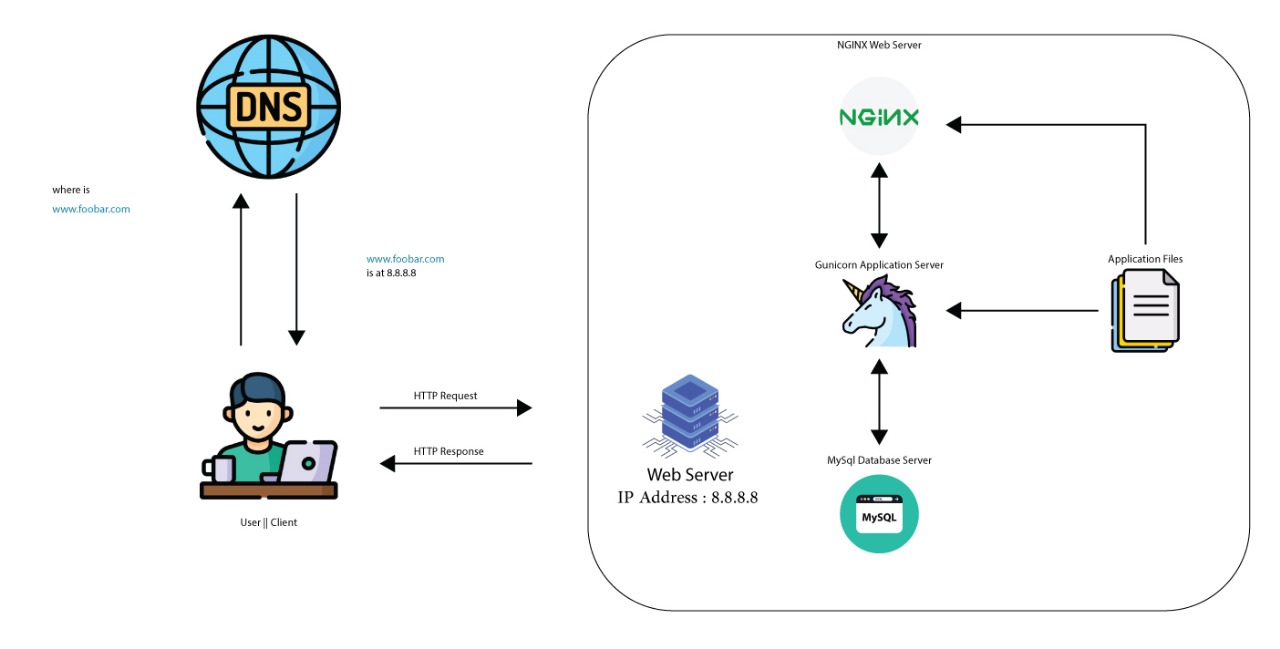 DNS
where is
www.foobar.com
www.foobar.com
is at 8.8.8.8
HTTP Request
HTTP Response
User || Client
NGINX Web Server
NGINX
Gunicorn Application Server
Application Files
Web Server
IP Address : 8.8.8.8
MySql Database Server
MySQL